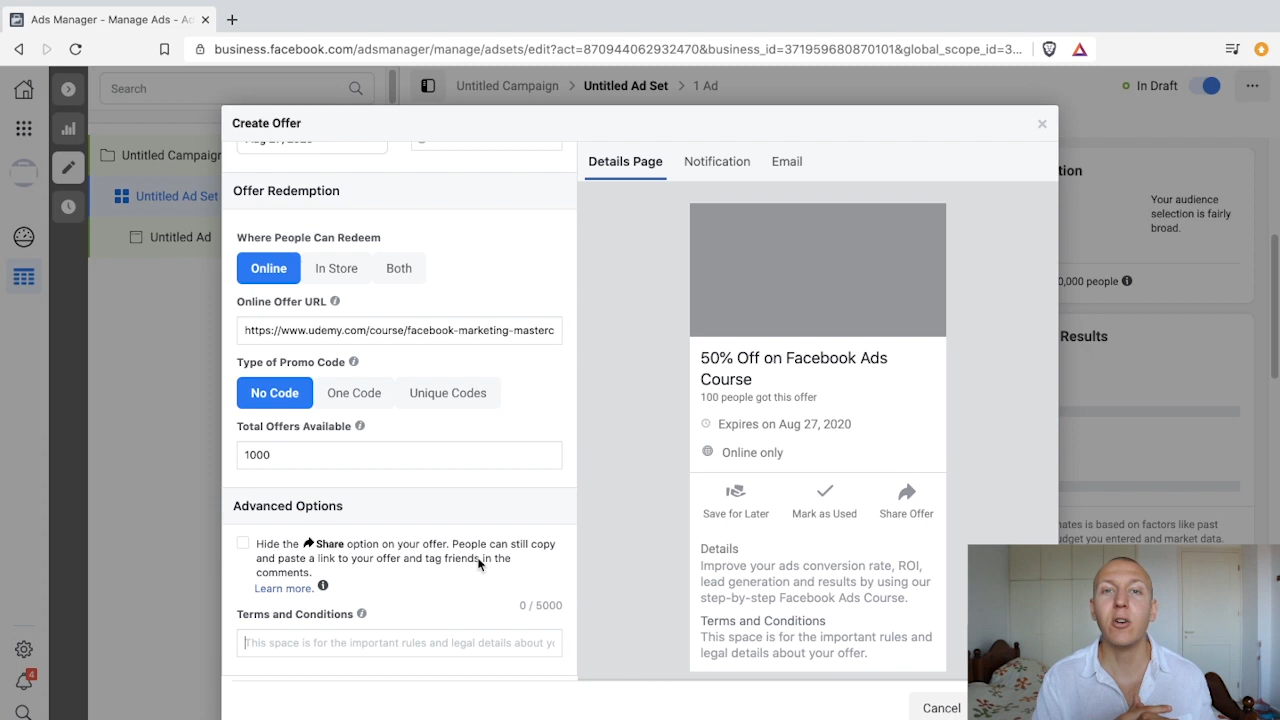 Ads Manager - Manage Ads - Ad
business.facebook.com/adsmanager/manage/adsets/edit?act=870944062932470&business_id=371959680870101&global_scope_id=3...
Search
Untitled Campaign > Untitled Ad Set > 1 Ad
In Draft
Untitled Campaign
Untitled Ad Set
Untitled Ad
4
Create Offer
Offer Redemption
Where People Can Redeem
Online In Store Both
Online Offer URL
https://www.udemy.com/course/facebook-marketing-masterc
Type of Promo Code
No Code One Code Unique Codes
Total Offers Available
1000
Advanced Options
Hide the Share option on your offer. People can still copy
and paste a link to your offer and tag friends in the
comments.
Learn more.
0 / 5000
Terms and Conditions
This space is for the important rules and legal details about yo
Details Page Notification Email
50% Off on Facebook Ads
Course
100 people got this offer
Expires on Aug 27, 2020
Online only
Save for Later Mark as Used Share Offer
Details
Improve your ads conversion rate, ROI,
lead generation and results by using our
step-by-step Facebook Ads Course.
Terms and Conditions
This space is for the important rules and
legal details about your offer.
Cancel
tion
Your audience
selection is fairly
broad.
0,000 people
Results
nates is based on factors like past
udget you entered and market data.